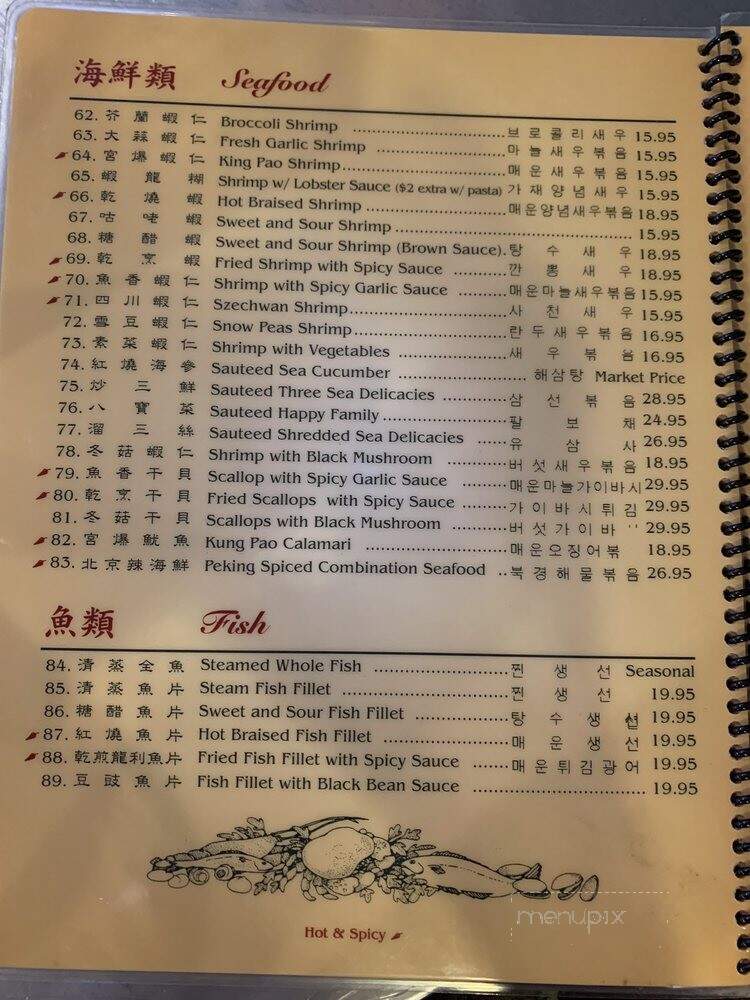 海鮮類 Seafood
62. 芥蘭蝦仁 Broccoli Shrimp ........ 브로콜리새우 15.95
63. 大蒜蝦仁 Fresh Garlic Shrimp ........ 마늘새우볶음 15.95
64. 宮爆蝦仁 King Pao Shrimp ........ 매운새우볶음 15.95
65. 蝦龍糊 Shrimp w/ Lobster Sauce ($2 extra w/ pasta) 가재양념새우 15.95
66. 乾燒蝦 Hot Braised Shrimp ........ 매운양념새우볶음 18.95
67. 咕咾蝦 Sweet and Sour Shrimp ........ 15.95
68. 糖醋蝦 Sweet and Sour Shrimp (Brown Sauce). 탕수새우 18.95
69. 乾烹蝦 Fried Shrimp with Spicy Sauce ........ 깐뽕새우 18.95
70. 魚香蝦仁 Shrimp with Spicy Garlic Sauce ........ 매운마늘새우볶음 15.95
71. 四川蝦仁 Szechwan Shrimp ........ 사천새우 15.95
72. 雪豆蝦仁 Snow Peas Shrimp ........ 란두새우볶음 16.95
73. 素菜蝦仁 Shrimp with Vegetables ........ 새우볶음 16.95
74. 紅燒海參 Sauteed Sea Cucumber ........ 해삼탕 Market Price
75. 炒三鮮 Sauteed Three Sea Delicacies ........ 삼선볶음 28.95
76. 八寶菜 Sauteed Happy Family ........ 팔보채 24.95
77. 溜三絲 Sauteed Shredded Sea Delicacies ...... 유삼사 26.95
78. 冬菇蝦仁 Shrimp with Black Mushroom ........ 버섯새우볶음 18.95
79. 魚香干貝 Scallop with Spicy Garlic Sauce ........ 매운마늘가이바시 29.95
80. 乾烹干貝 Fried Scallops with Spicy Sauce ........ 가이바시튀김 29.95
81. 冬菇干貝 Scallops with Black Mushroom ........ 버섯가이바 29.95
82. 宮爆魷魚 Kung Pao Calamari ........ 매운오징어볶 18.95
83. 北京辣海鮮 Peking Spiced Combination Seafood .. 북경해물볶음 26.95
魚類 Fish
84. 清蒸全魚 Steamed Whole Fish ........ 찐생선 Seasonal
85. 清蒸魚片 Steam Fish Fillet ........ 찐생선 19.95
86. 糖醋魚片 Sweet and Sour Fish Fillet ........ 탕수생선 19.95
87. 紅燒魚片 Hot Braised Fish Fillet ........ 매운생선 19.95
88. 乾煎龍利魚片 Fried Fish Fillet with Spicy Sauce ........ 매운튀김광어 19.95
89. 豆豉魚片 Fish Fillet with Black Bean Sauce ........ 19.95
menupix
Hot & Spicy